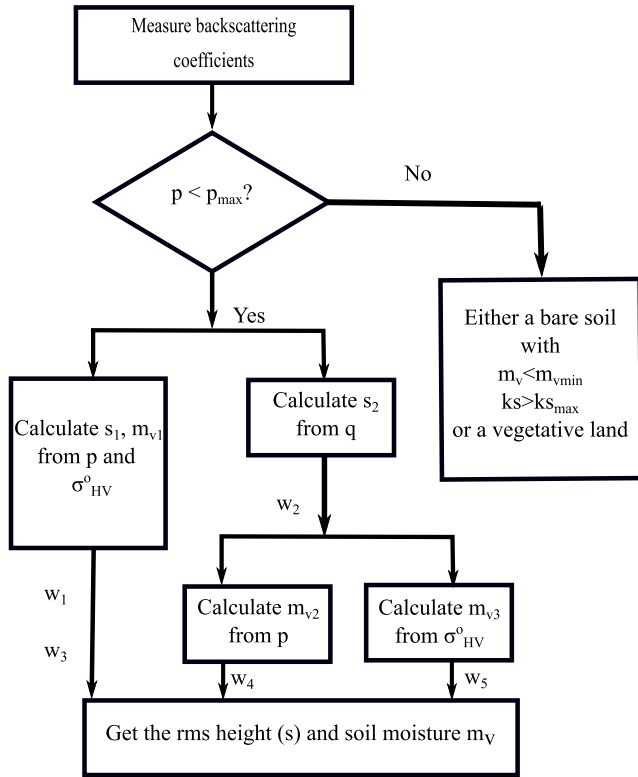 Measure backscattering
coefficients
p < pmax?
No
Yes
Either a bare soil
with
mv<mvmin
ks>ksmax
or a vegetative land
Calculate s1, mv1
from p and
σoHV
Calculate s2
from q
w2
w1
w3
Calculate mv2
from p
Calculate mv3
from σoHV
w4
w5
Get the rms height (s) and soil moisture mV